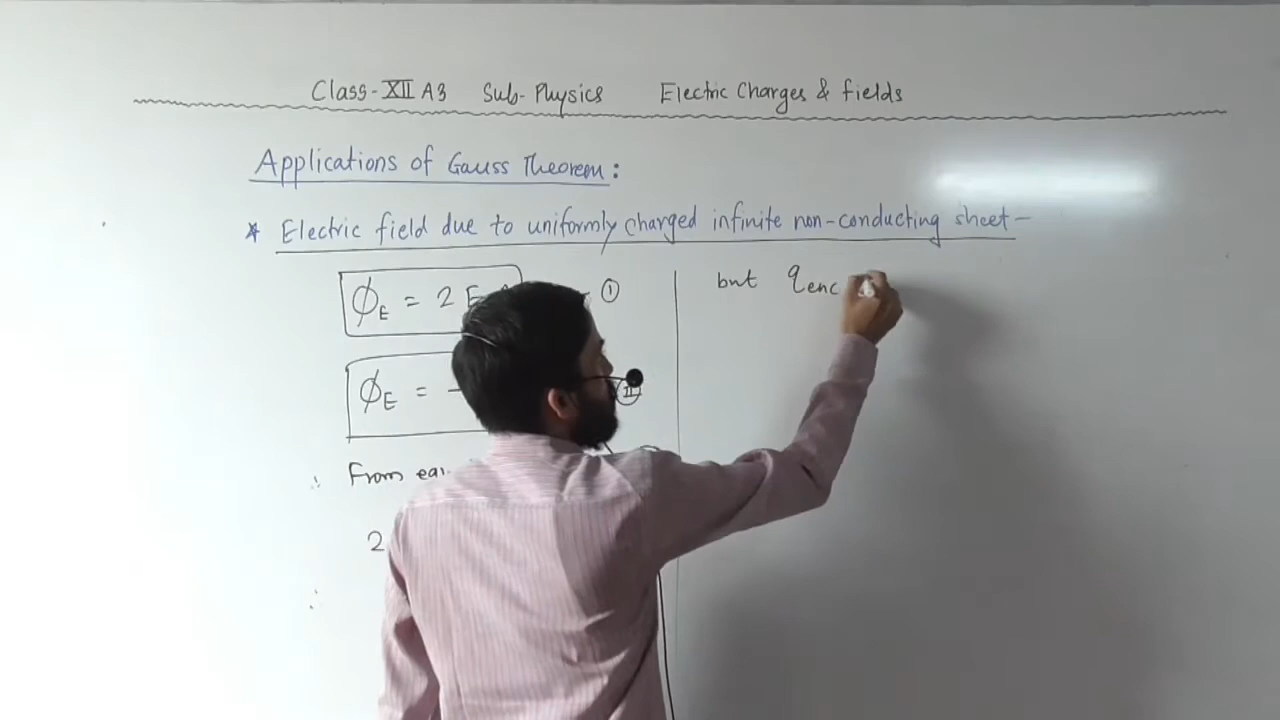 Class-XII A3 Sub-Physics Electric Charges & fields
Applications of Gauss Theorem:
* Electric field due to uniformly charged infinite non-conducting sheet-
ϕE = 2 E ①
ϕE = - II
∴ From
2
∴
but qenc